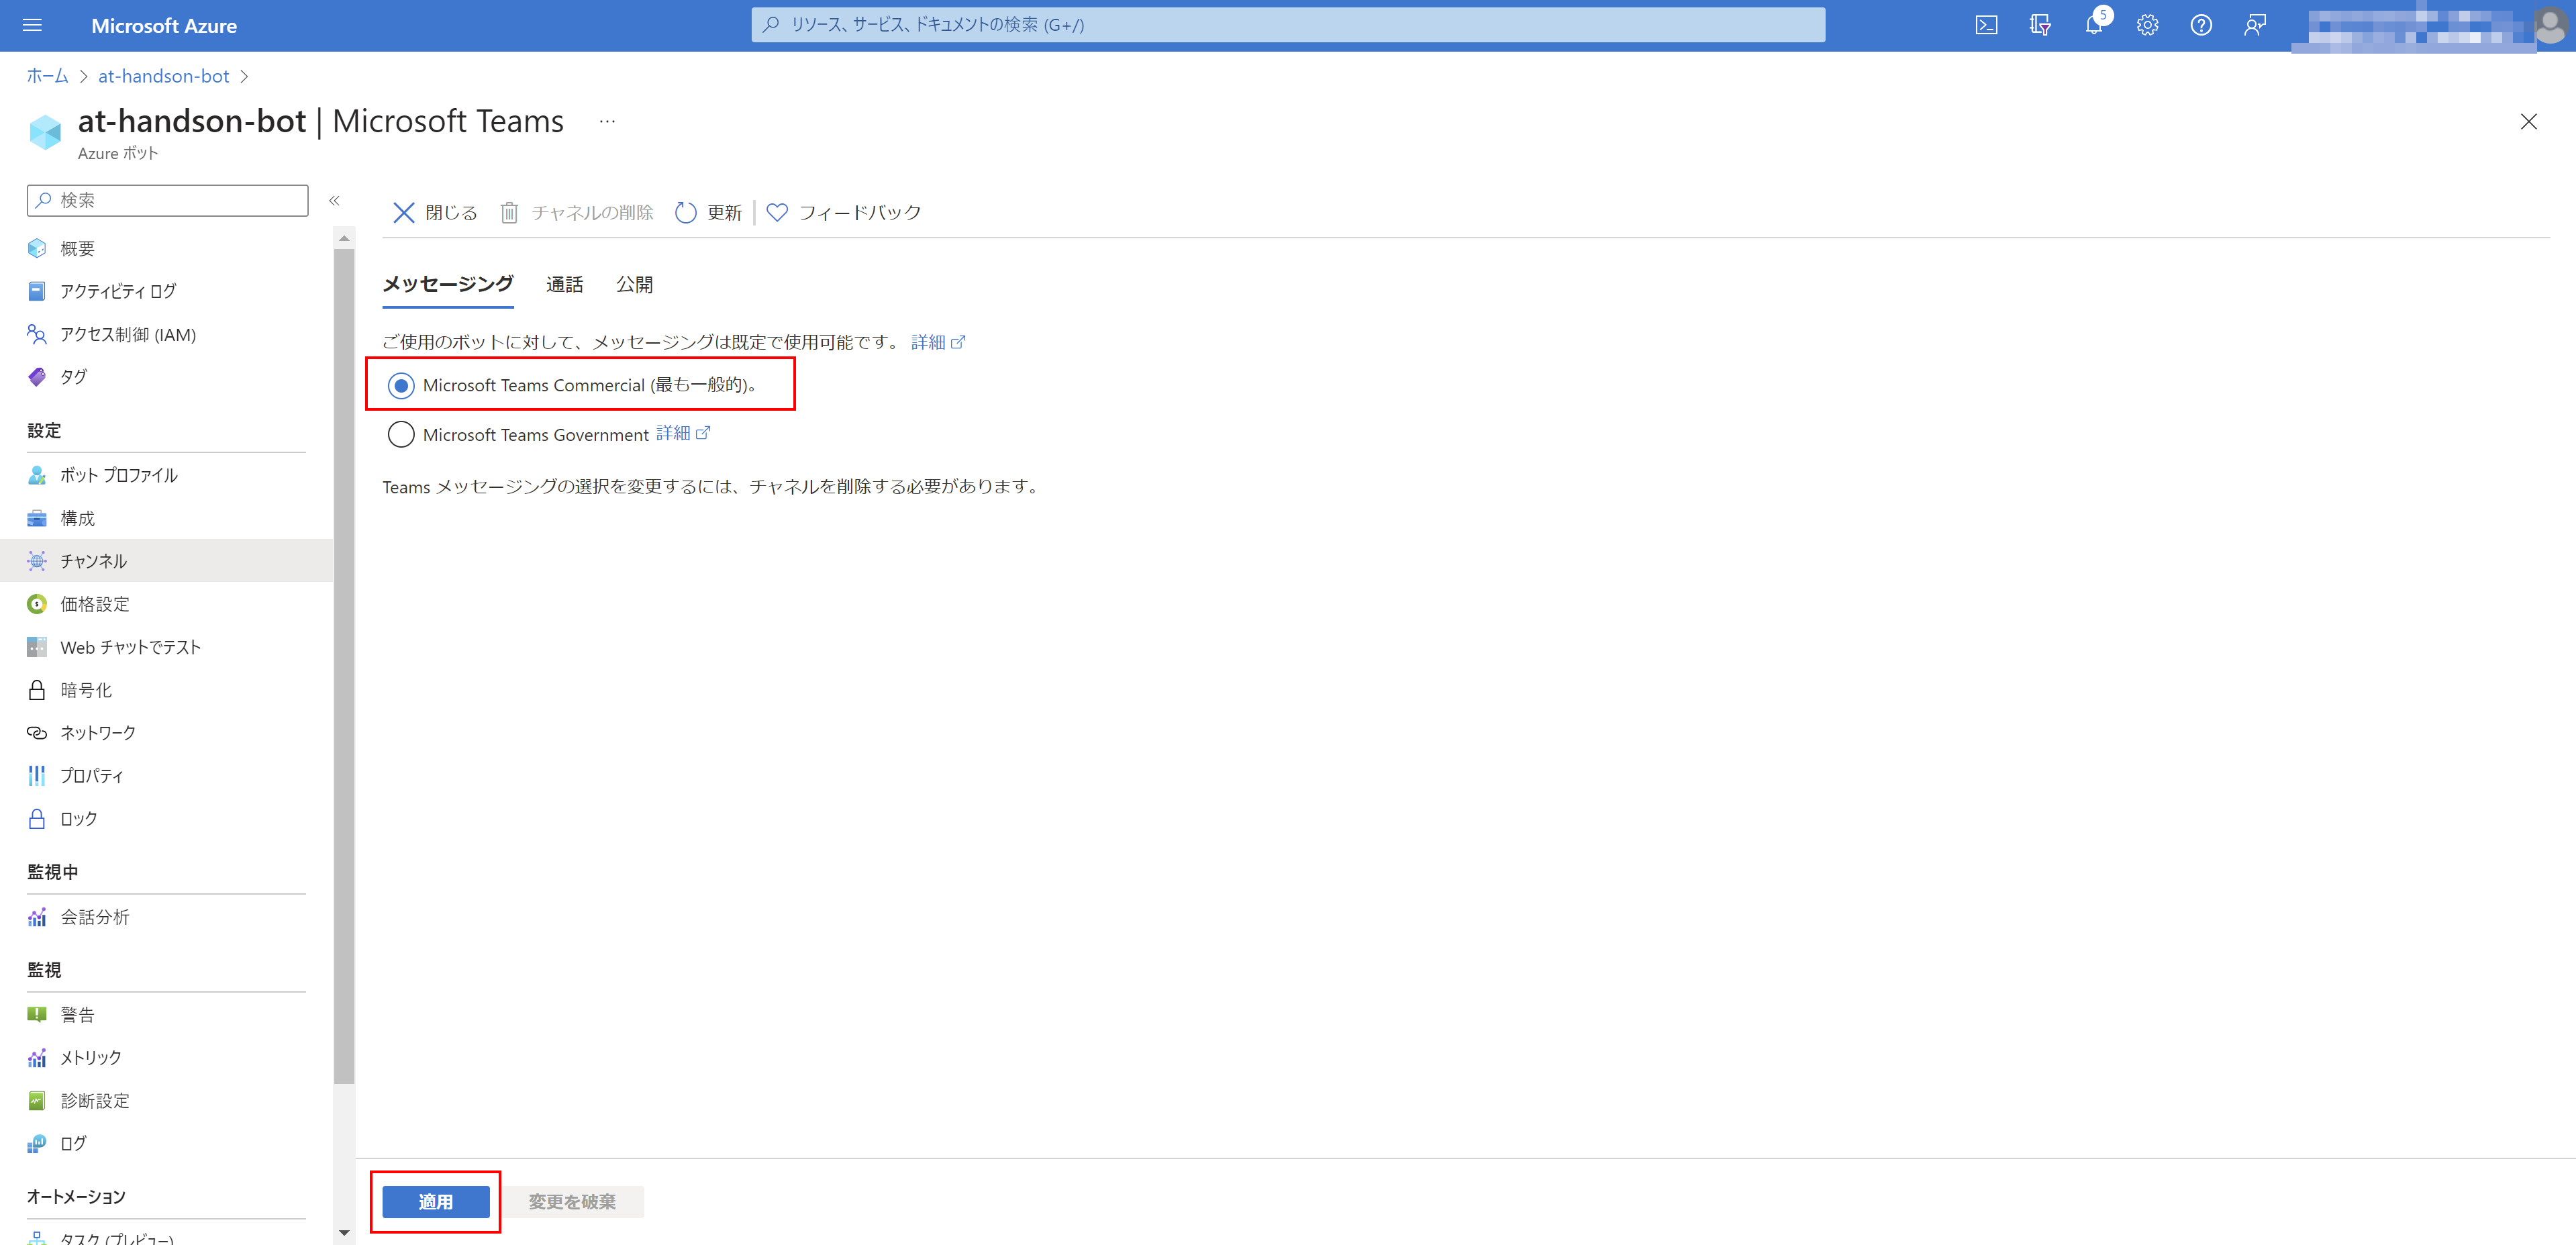 Microsoft Azure
リソース、サービス、ドキュメントの検索 (G+/)
5
ホーム > at-handson-bot >
at-handson-bot | Microsoft Teams ...
Azure ボット
検索
概要
アクティビティ ログ
アクセス制御 (IAM)
タグ
設定
ボット プロファイル
構成
チャンネル
価格設定
Web チャットでテスト
暗号化
ネットワーク
プロパティ
ロック
監視中
会話分析
監視
警告
メトリック
診断設定
ログ
オートメーション
タスク (プレビュー)
閉じる チャネルの削除 更新 フィードバック
メッセージング 通話 公開
ご使用のボットに対して、メッセージングは既定で使用可能です。 詳細
Microsoft Teams Commercial (最も一般的)。
Microsoft Teams Government 詳細
Teams メッセージングの選択を変更するには、チャネルを削除する必要があります。
適用 変更を破棄